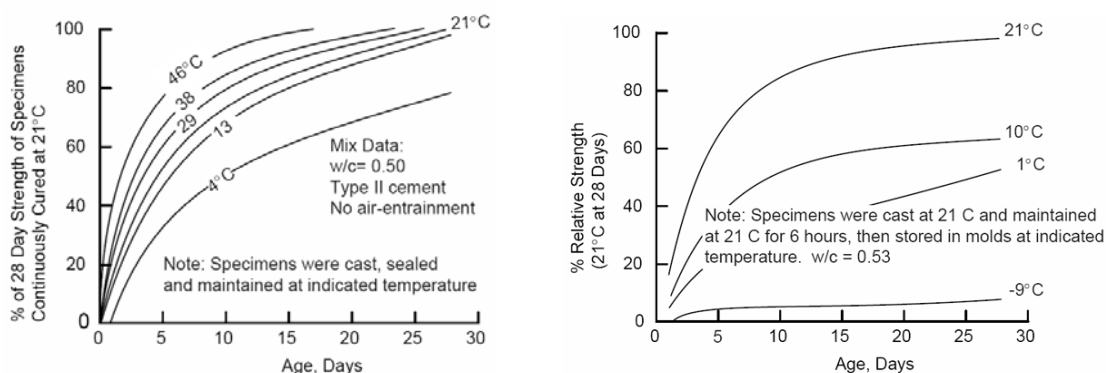 % of 28 Day Strength of Specimens
Continuously Cured at 21°C
100
80
60
40
20
0
46°C
38
29
13
4°C
21°C
Mix Data:
w/c= 0.50
Type II cement
No air-entrainment
Note: Specimens were cast, sealed
and maintained at indicated temperature
0 5 10 15 20 25 30
Age, Days
% Relative Strength
(21°C at 28 Days)
100
80
60
40
20
0
21°C
10°C
1°C
Note: Specimens were cast at 21 C and maintained
at 21 C for 6 hours, then stored in molds at indicated
temperature. w/c = 0.53
-9°C
0 5 10 15 20 25 30
Age, Days